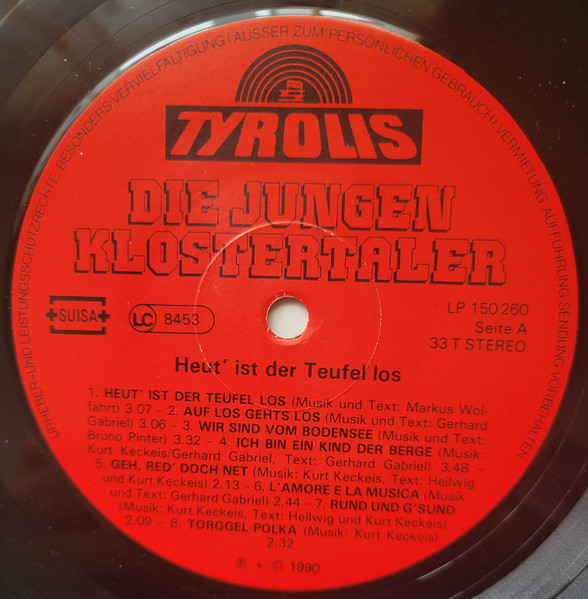 URHEBER-UND LEISTUNGSSCHUTZRECHTE, BESONDERS VERVIELFÄLTIGUNG (AUSSER ZUM PERSÖNLICHEN GEBRAUCH) VERMIETUNG AUFFÜHRUNG SENDUNG VORBEHALTEN
TYROLIS
DIE JUNGEN
KLOSTERTALER
+SUISA+
LC 8453
LP 150 260
Seite A
33 T STEREO
Heut' ist der Teufel los
1. HEUT' IST DER TEUFEL LOS (Musik und Text: Markus Wol-
fahrt) 3.07 – 2. AUF LOS GEHTS LOS (Musik und Text: Gerhard
Gabriel) 3.06 – 3. WIR SIND VOM BODENSEE (Musik und Text:
Bruno Pinter) 3.32 – 4. ICH BIN EIN KIND DER BERGE (Musik:
Kurt Keckeis/Gerhard Gabriel, Text: Gerhard Gabriel) 3.48 –
5. GEH, RED' DOCH NET (Musik: Kurt Keckeis, Text: Heilwig
und Kurt Keckeis) 2.13 – 6. L'AMORE E LA MUSICA (Musik
und Text: Gerhard Gabriel) 2.44 – 7. RUND UND G'SUND
(Musik: Kurt Keckeis, Text: Heilwig und Kurt Keckeis)
2.09 – 8. TORGGEL-POLKA (Musik: Kurt Keckeis)
2.32
℗ + © 1990